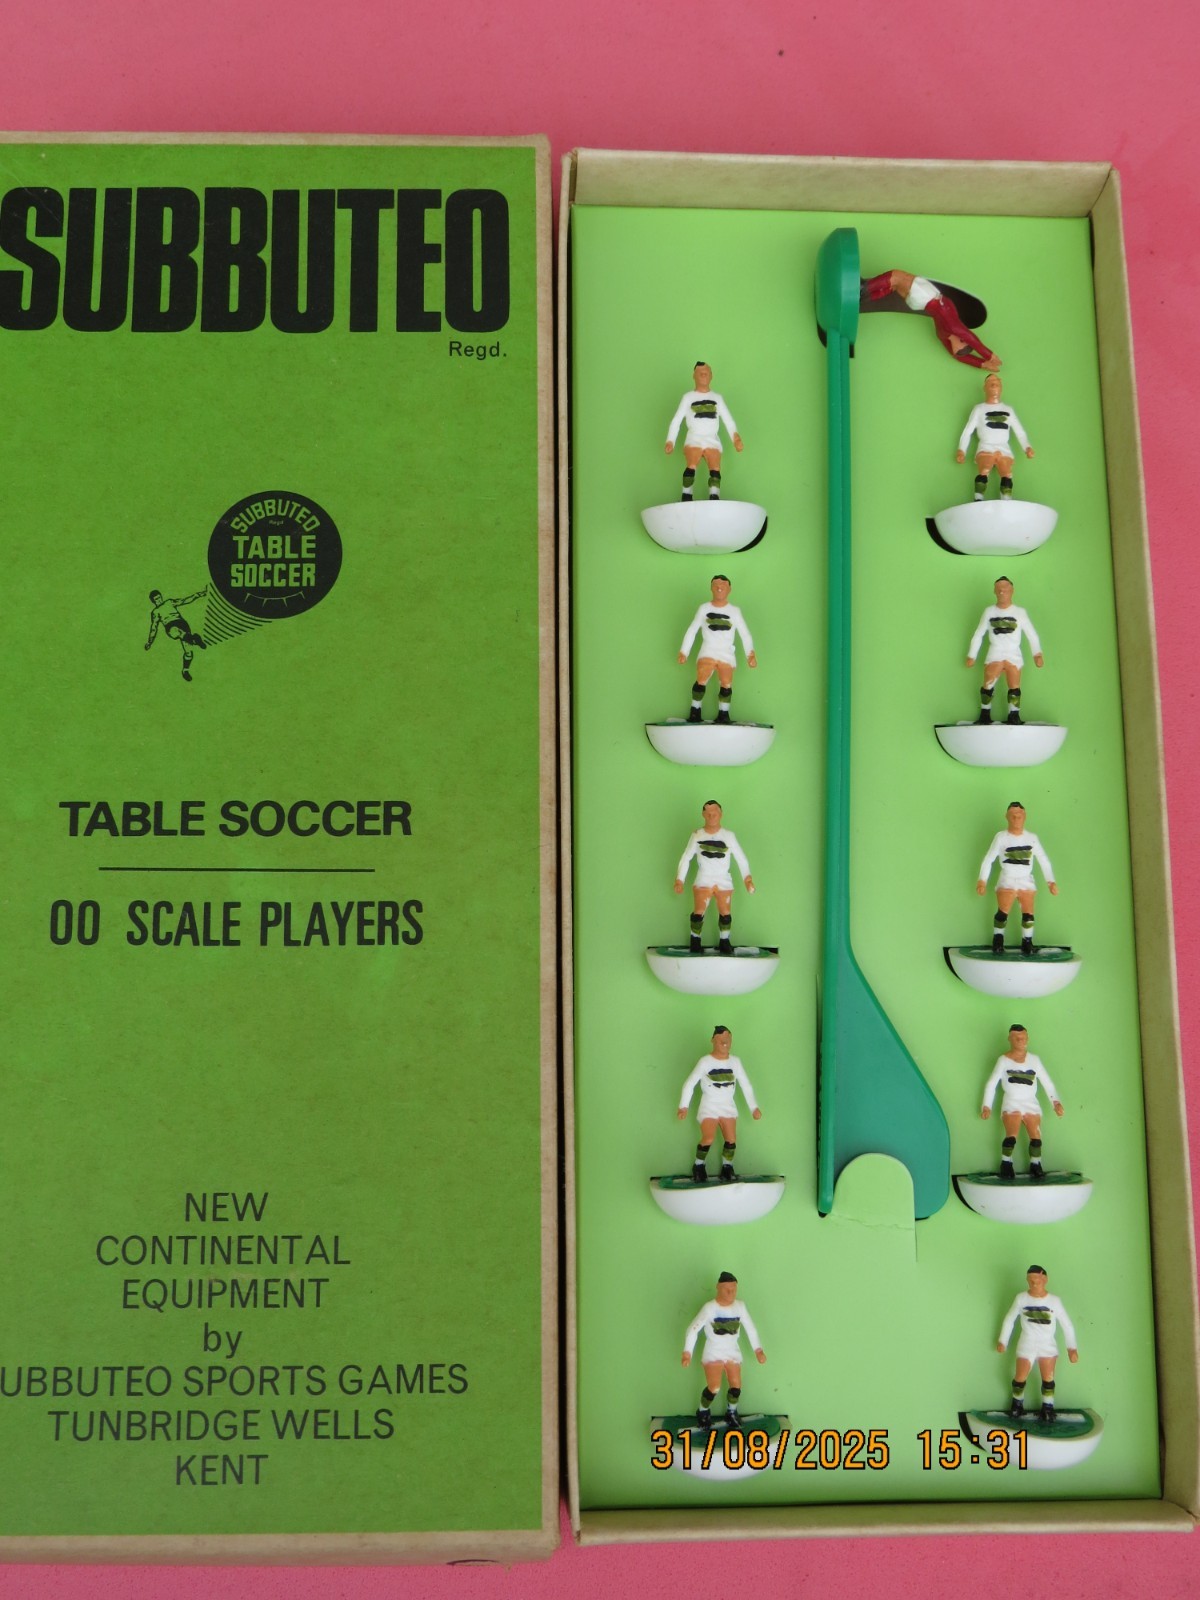 SUBBUTEO
Regd.
SUBBUTEO
Regd
TABLE
SOCCER
TABLE SOCCER
00 SCALE PLAYERS
NEW
CONTINENTAL
EQUIPMENT
by
UBBUTEO SPORTS GAMES
TUNBRIDGE WELLS
KENT
31/08/2025 15:31